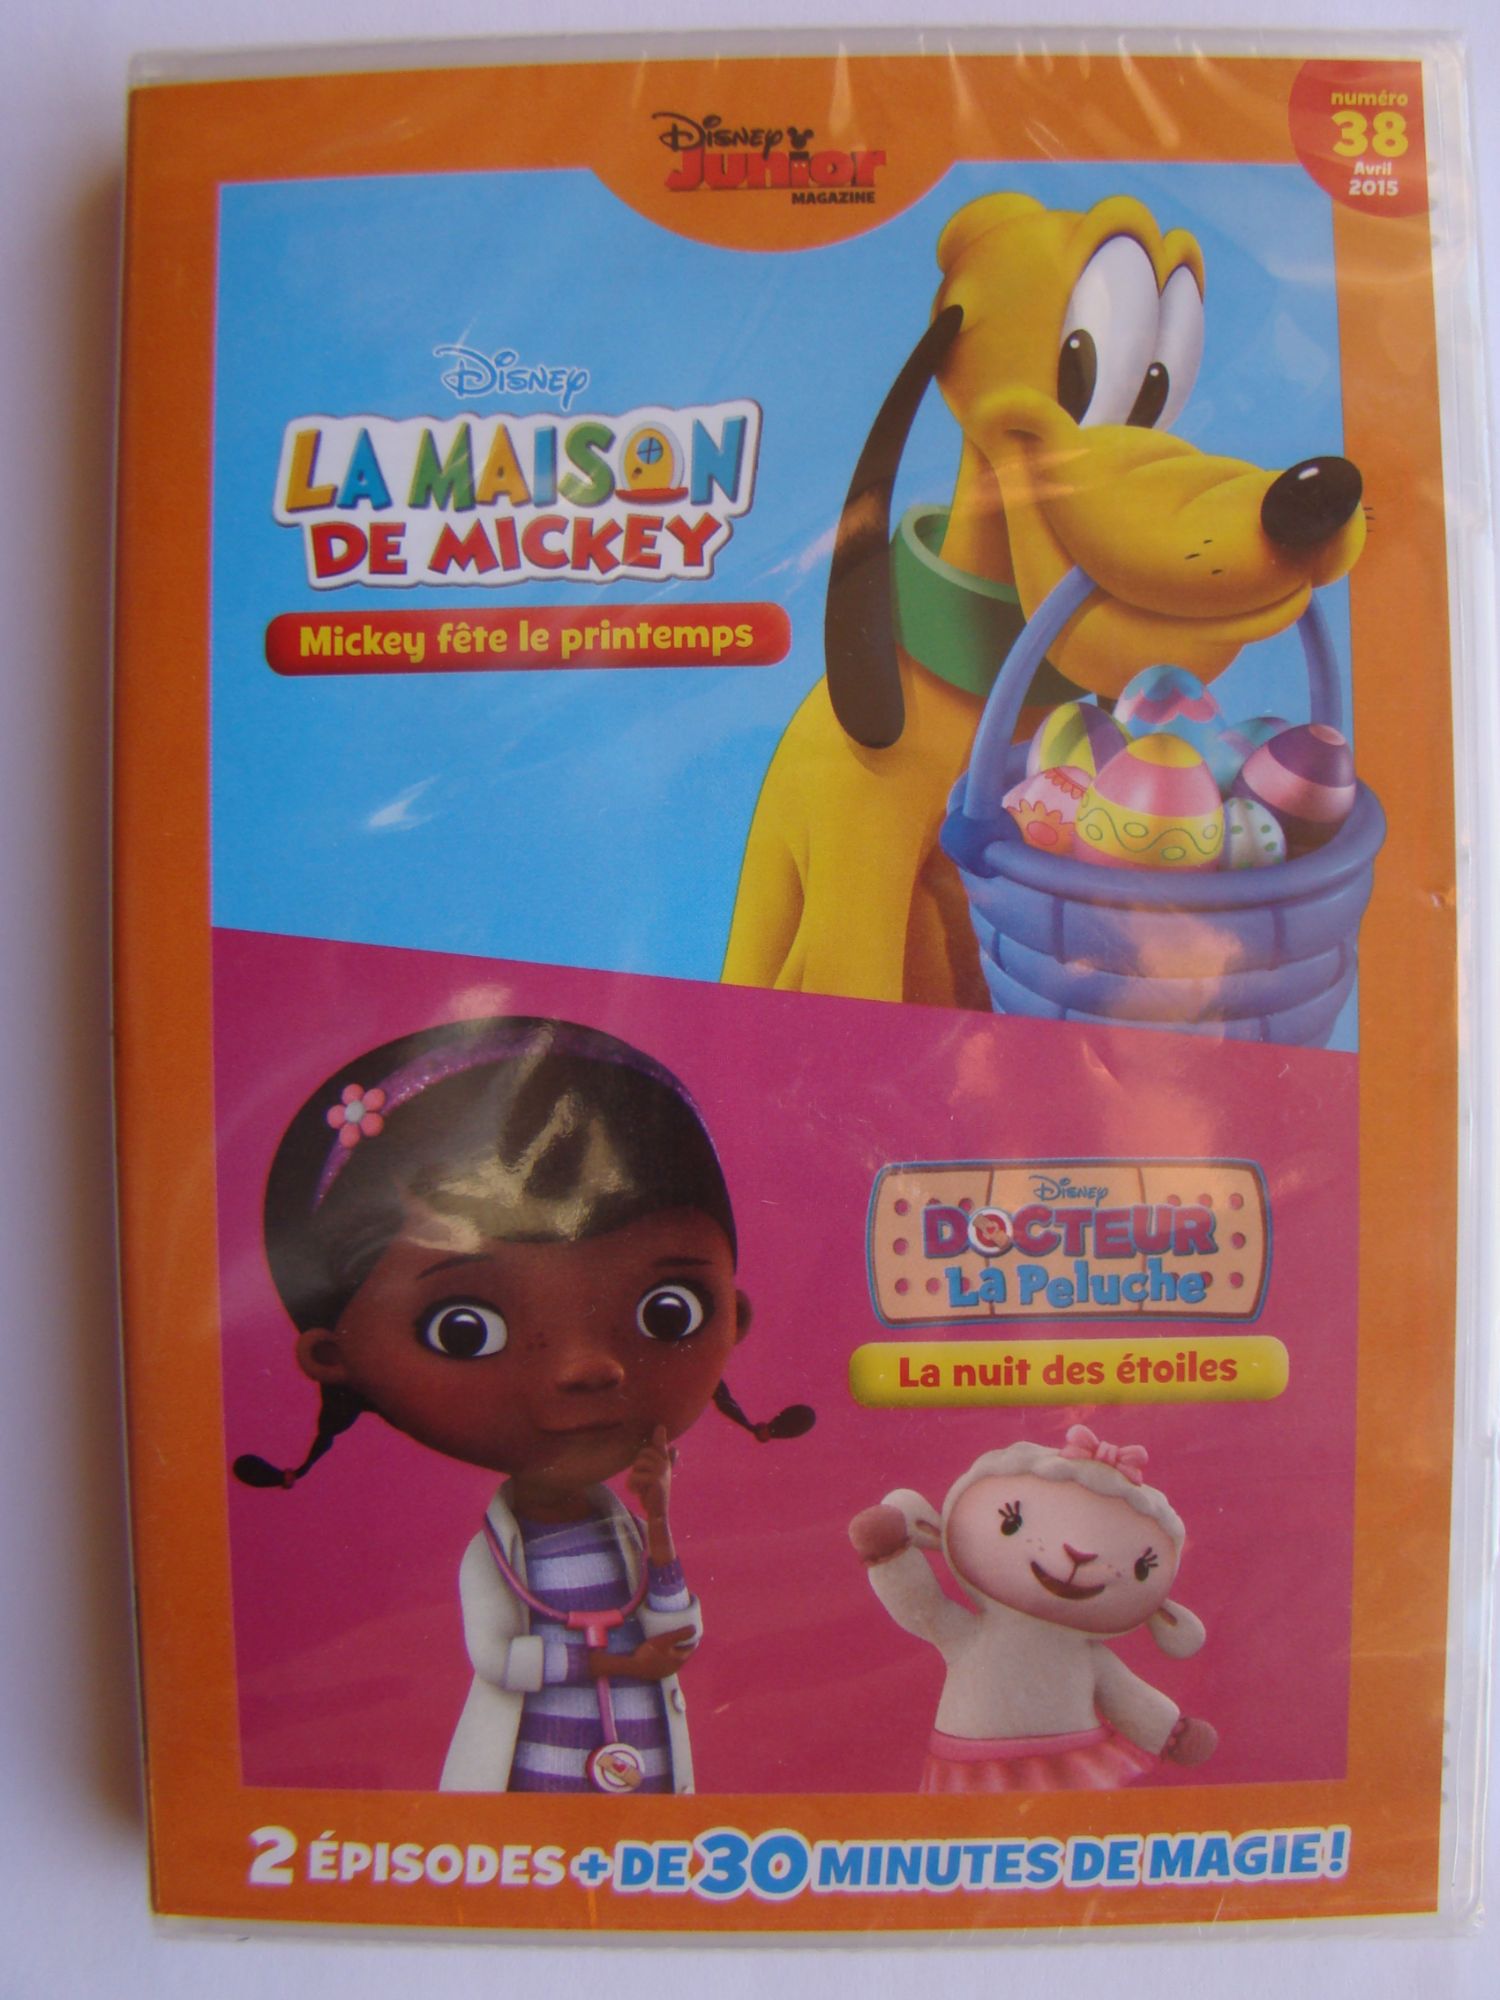 Disney
Junior
MAGAZINE
numéro
38
Avril
2015
Disney
LA MAISON
DE MICKEY
Mickey fête le printemps
Disney
DOCTEUR
La Peluche
La nuit des étoiles
2 ÉPISODES + DE 30 MINUTES DE MAGIE !